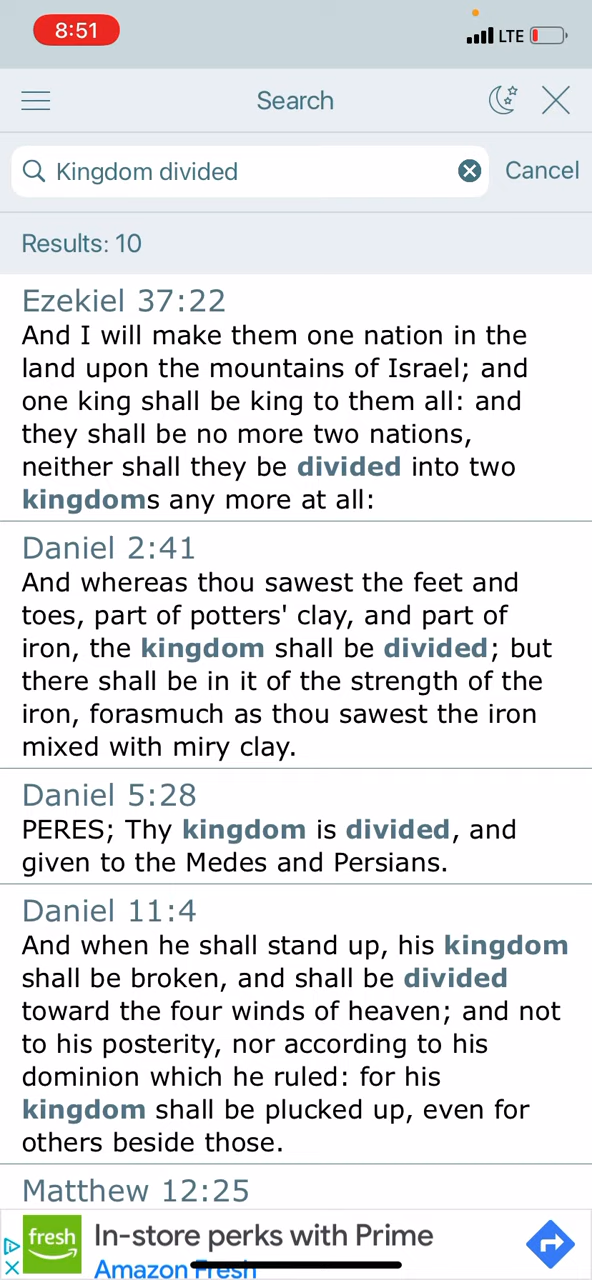 8:51
LTE
Search
Kingdom divided
Cancel
Results: 10
Ezekiel 37:22
And I will make them one nation in the
land upon the mountains of Israel; and
one king shall be king to them all: and
they shall be no more two nations,
neither shall they be divided into two
kingdoms any more at all:
Daniel 2:41
And whereas thou sawest the feet and
toes, part of potters' clay, and part of
iron, the kingdom shall be divided; but
there shall be in it of the strength of the
iron, forasmuch as thou sawest the iron
mixed with miry clay.
Daniel 5:28
PERES; Thy kingdom is divided, and
given to the Medes and Persians.
Daniel 11:4
And when he shall stand up, his kingdom
shall be broken, and shall be divided
toward the four winds of heaven; and not
to his posterity, nor according to his
dominion which he ruled: for his
kingdom shall be plucked up, even for
others beside those.
Matthew 12:25
fresh
In-store perks with Prime
Amazon Fresh